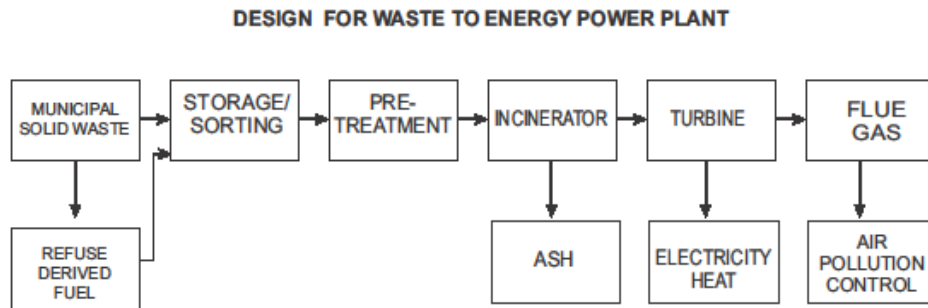 DESIGN FOR WASTE TO ENERGY POWER PLANT
MUNICIPAL
SOLID WASTE
STORAGE/
SORTING
PRE-
TREATMENT
INCINERATOR
TURBINE
FLUE
GAS
REFUSE
DERIVED
FUEL
ASH
ELECTRICITY
HEAT
AIR
POLLUTION
CONTROL